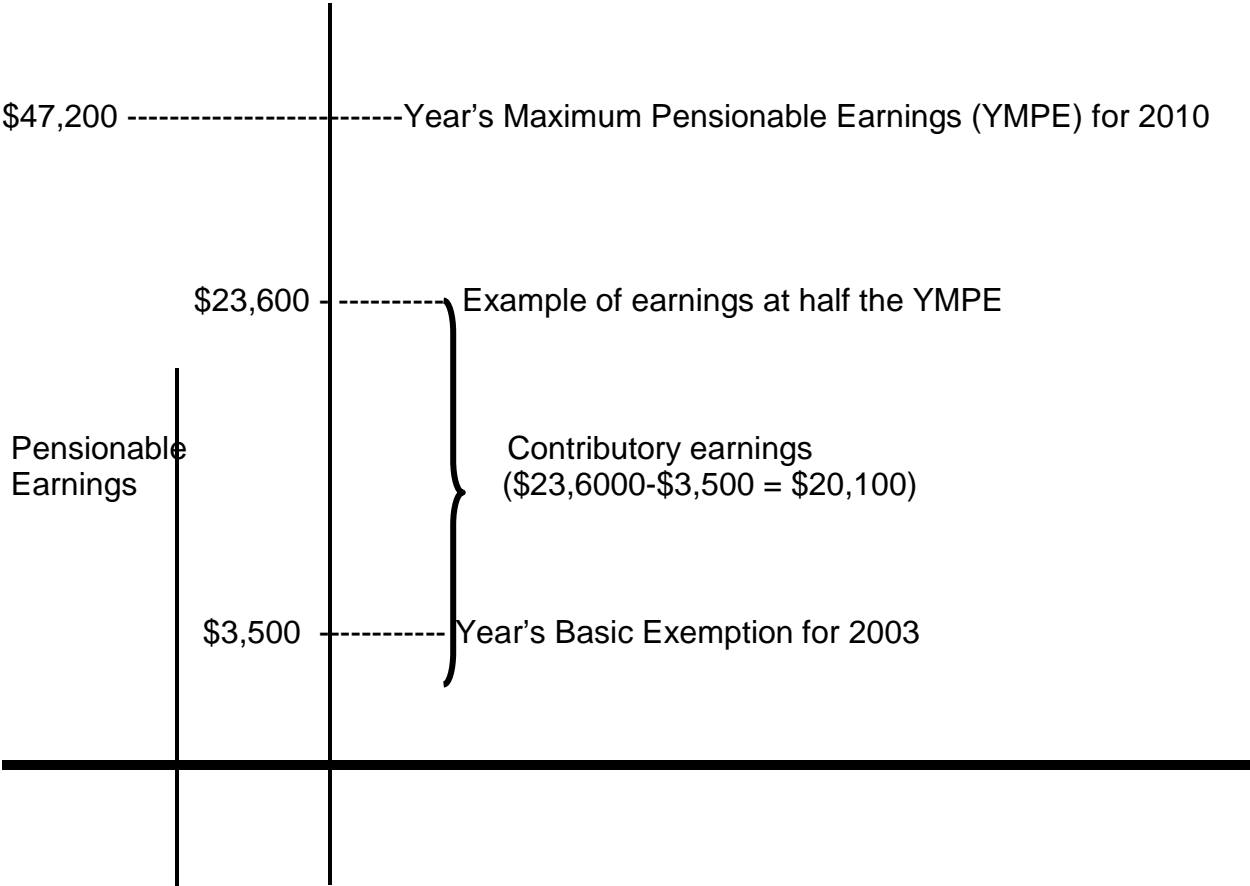 $47,200 --------------------------Year’s Maximum Pensionable Earnings (YMPE) for 2010
$23,600 - ---------- Example of earnings at half the YMPE
Pensionable
Earnings
Contributory earnings
($23,6000-$3,500 = $20,100)
$3,500 ------------ Year’s Basic Exemption for 2003